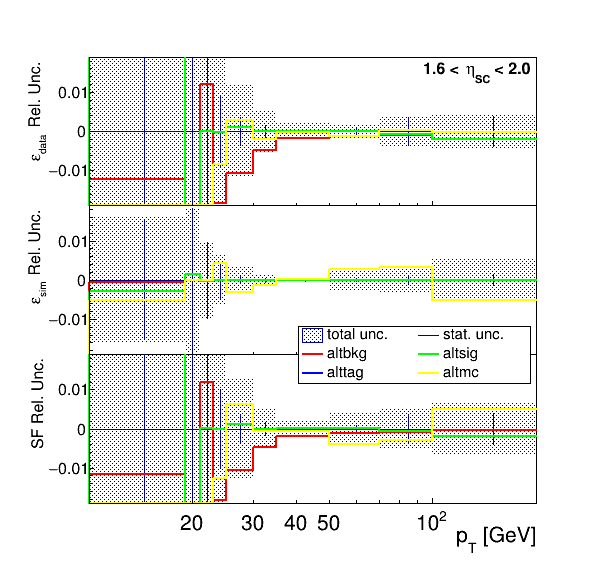 1.6 < η_SC < 2.0
ε_data Rel. Unc.
0.01
0
−0.01
ε_sim Rel. Unc.
0.01
0
−0.01
total unc. stat. unc.
altbkg altsig
alttag altmc
SF Rel. Unc.
0.01
0
−0.01
20 30 40 50 10²
p_T [GeV]